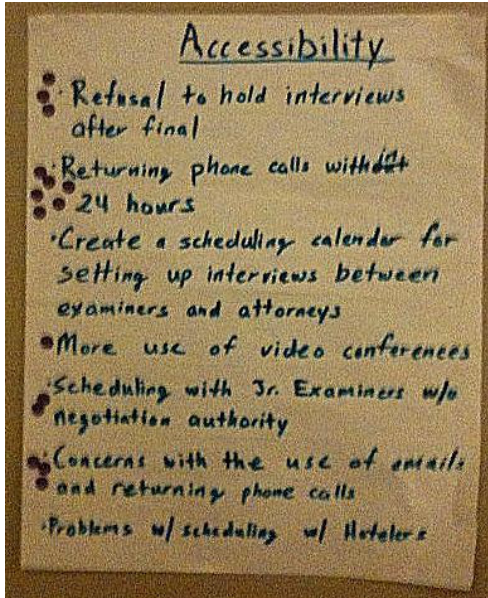 Accessibility
· Refusal to hold interviews
after final
· Returning phone calls within
24 hours
· Create a scheduling calendar for
setting up interviews between
examiners and attorneys
· More use of video conferences
· Scheduling with Jr. Examiners w/o
negotiation authority
· Concerns with the use of emails
and returning phone calls
· Problems w/ scheduling w/ Hotelers